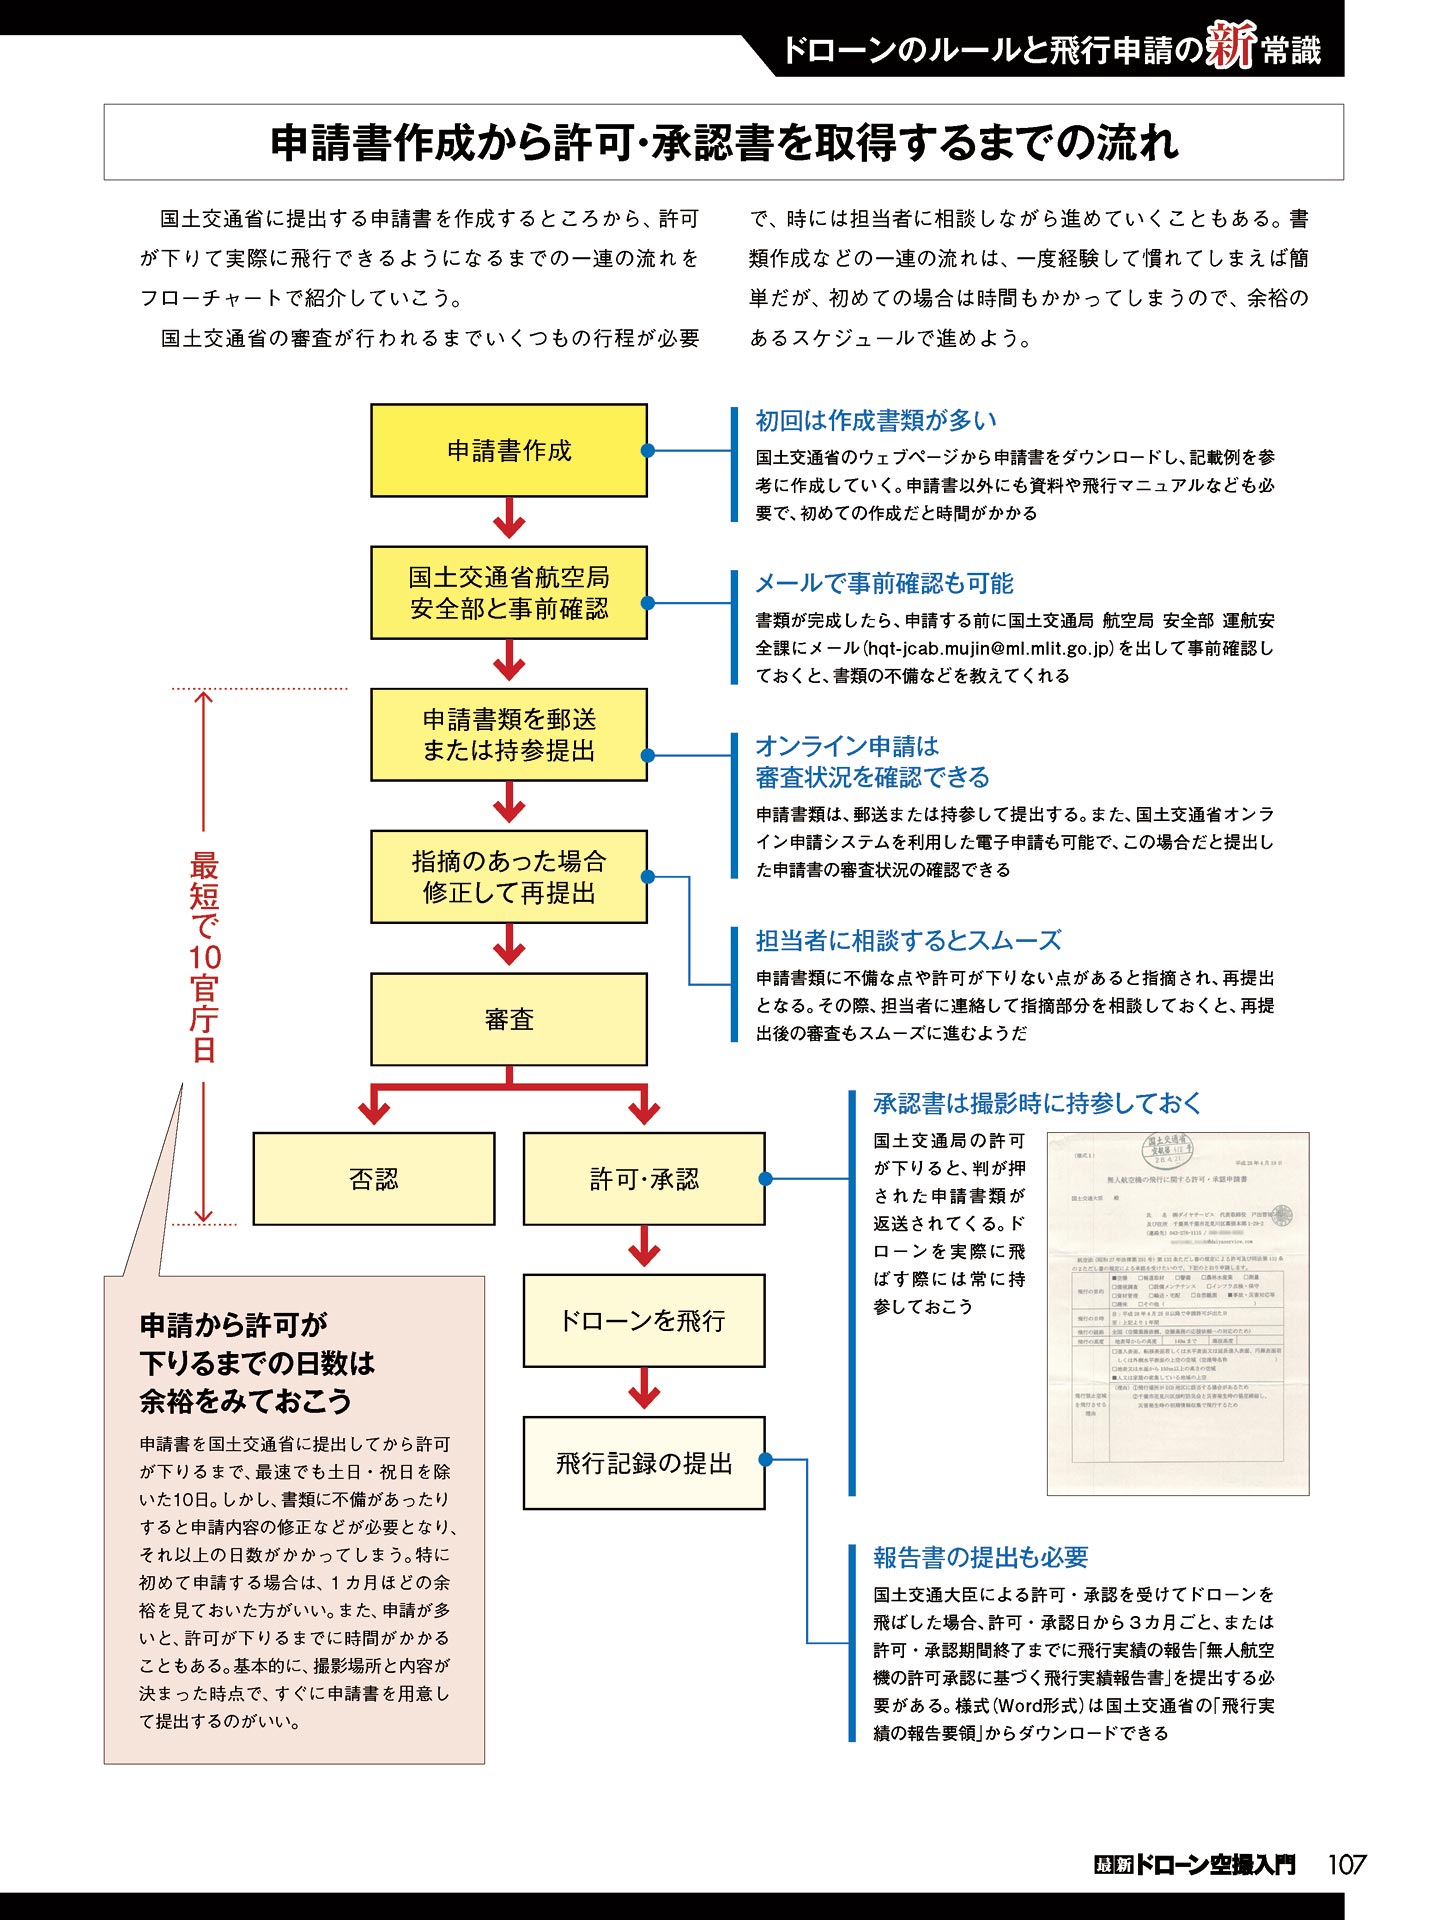 ドローンのルールと飛行申請の新常識
申請書作成から許可・承認書を取得するまでの流れ
国土交通省に提出する申請書を作成するところから、許可
が下りて実際に飛行できるようになるまでの一連の流れを
フローチャートで紹介していこう。
国土交通省の審査が行われるまでいくつもの行程が必要
で、時には担当者に相談しながら進めていくこともある。書
類作成などの一連の流れは、一度経験して慣れてしまえば簡
単だが、初めての場合は時間もかかってしまうので、余裕の
あるスケジュールで進めよう。
申請書作成
初回は作成書類が多い
国土交通省のウェブページから申請書をダウンロードし、記載例を参
考に作成していく。申請書以外にも資料や飛行マニュアルなども必
要で、初めての作成だと時間がかかる
国土交通省航空局
安全部と事前確認
メールで事前確認も可能
書類が完成したら、申請する前に国土交通局 航空局 安全部 運航安
全課にメール（hqt-jcab.mujin@ml.mlit.go.jp）を出して事前確認し
ておくと、書類の不備などを教えてくれる
申請書類を郵送
または持参提出
オンライン申請は
審査状況を確認できる
申請書類は、郵送または持参して提出する。また、国土交通省オンラ
イン申請システムを利用した電子申請も可能で、この場合だと提出し
た申請書の審査状況の確認できる
指摘のあった場合
修正して再提出
担当者に相談するとスムーズ
申請書類に不備な点や許可が下りない点があると指摘され、再提出
となる。その際、担当者に連絡して指摘部分を相談しておくと、再提
出後の審査もスムーズに進むようだ
審査
最短で10官庁日
否認
許可・承認
承認書は撮影時に持参しておく
国土交通局の許可
が下りると、判が押
された申請書類が
返送されてくる。ド
ローンを実際に飛
ばす際には常に持
参しておこう
無人航空機の飛行に関する許可・承認申請書
ドローンを飛行
飛行記録の提出
報告書の提出も必要
国土交通大臣による許可・承認を受けてドローンを
飛ばした場合、許可・承認日から３カ月ごと、または
許可・承認期間終了までに飛行実績の報告「無人航空
機の許可承認に基づく飛行実績報告書」を提出する必
要がある。様式（Word形式）は国土交通省の「飛行実
績の報告要領」からダウンロードできる
申請から許可が
下りるまでの日数は
余裕をみておこう
申請書を国土交通省に提出してから許可
が下りるまで、最速でも土日・祝日を除
いた10日。しかし、書類に不備があったり
すると申請内容の修正などが必要となり、
それ以上の日数がかかってしまう。特に
初めて申請する場合は、１カ月ほどの余
裕を見ておいた方がいい。また、申請が多
いと、許可が下りるまでに時間がかかる
こともある。基本的に、撮影場所と内容が
決まった時点で、すぐに申請書を用意し
て提出するのがいい。
最新ドローン空撮入門 107